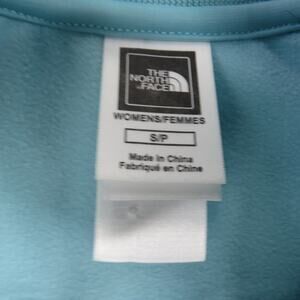 THE
NORTH
FACE
WOMENS/FEMMES
S/P
Made in China
Fabriqué en Chine